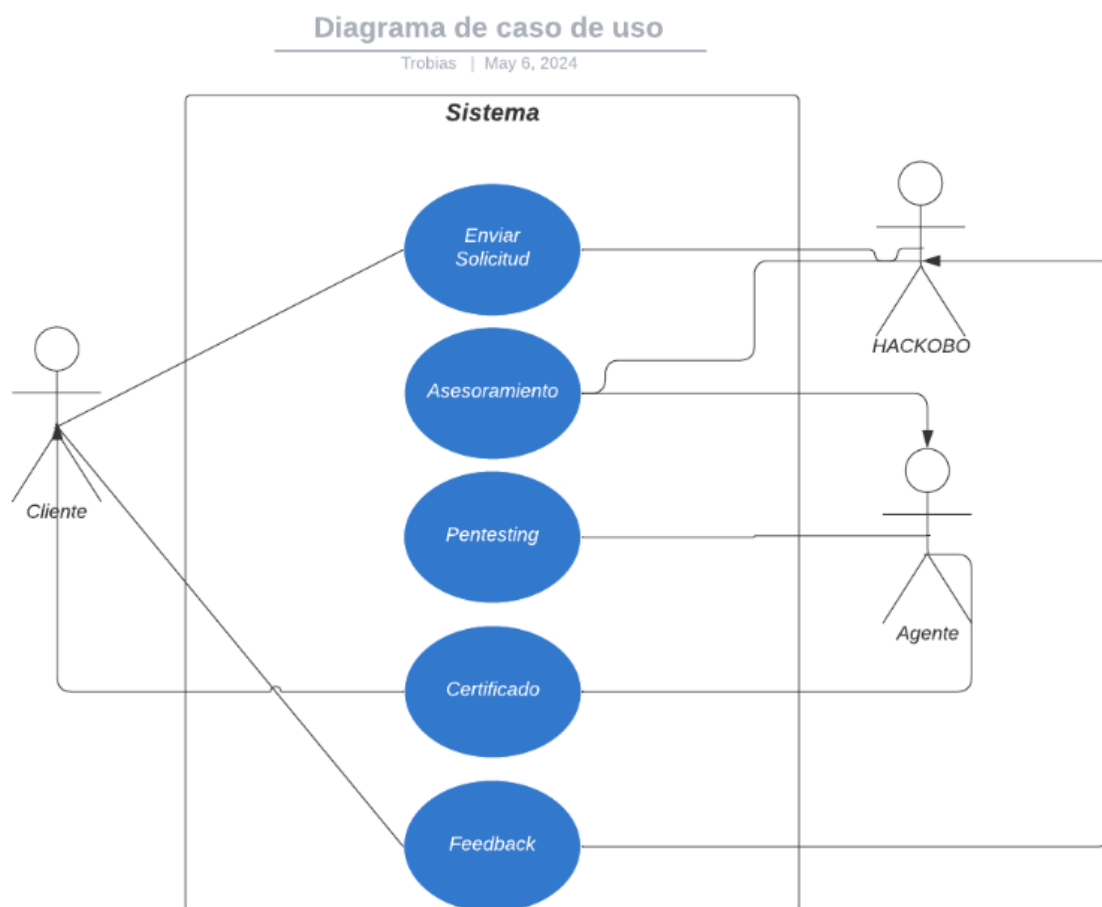 Diagrama de caso de uso
Trobias | May 6, 2024
Sistema
Enviar
Solicitud
HACKOBO
Asesoramiento
Cliente
Pentesting
Agente
Certificado
Feedback